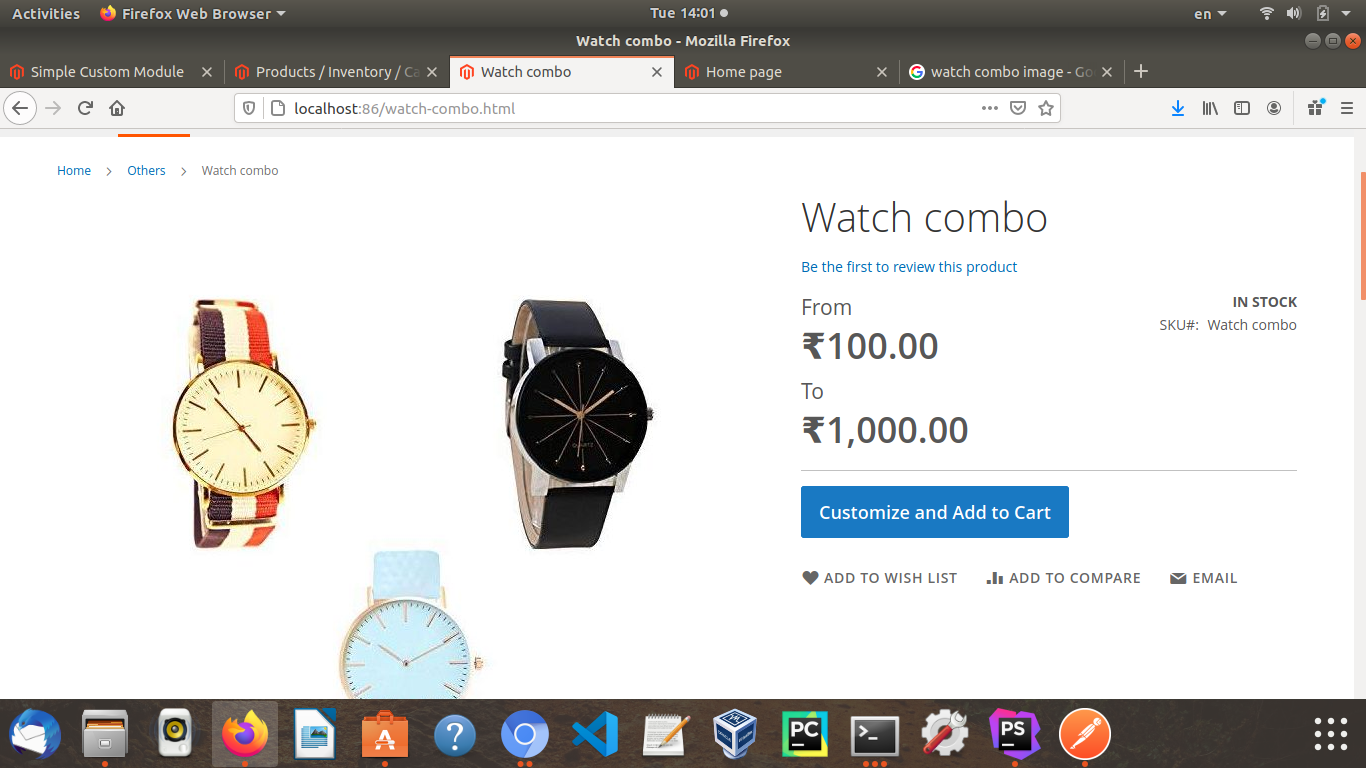 Activities Firefox Web Browser Tue 14:01 en
Watch combo - Mozilla Firefox
Simple Custom Module Products / Inventory / Ca Watch combo Home page watch combo image - Go
localhost:86/watch-combo.html
Home Others Watch combo
Watch combo
Be the first to review this product
From IN STOCK
SKU#: Watch combo
₹100.00
To
₹1,000.00
QUARTZ
Customize and Add to Cart
ADD TO WISH LIST ADD TO COMPARE EMAIL
A ? PC >_ PS